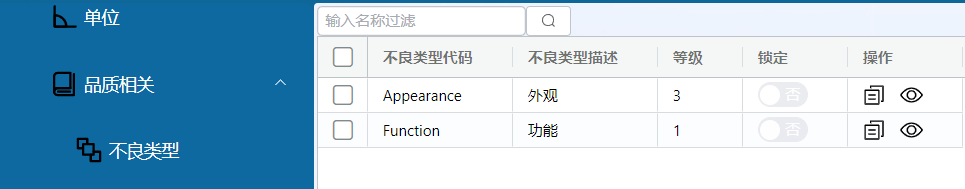 单位
品质相关
不良类型
输入名称过滤
不良类型代码 不良类型描述 等级 锁定 操作
Appearance 外观 3 否
Function 功能 1 否